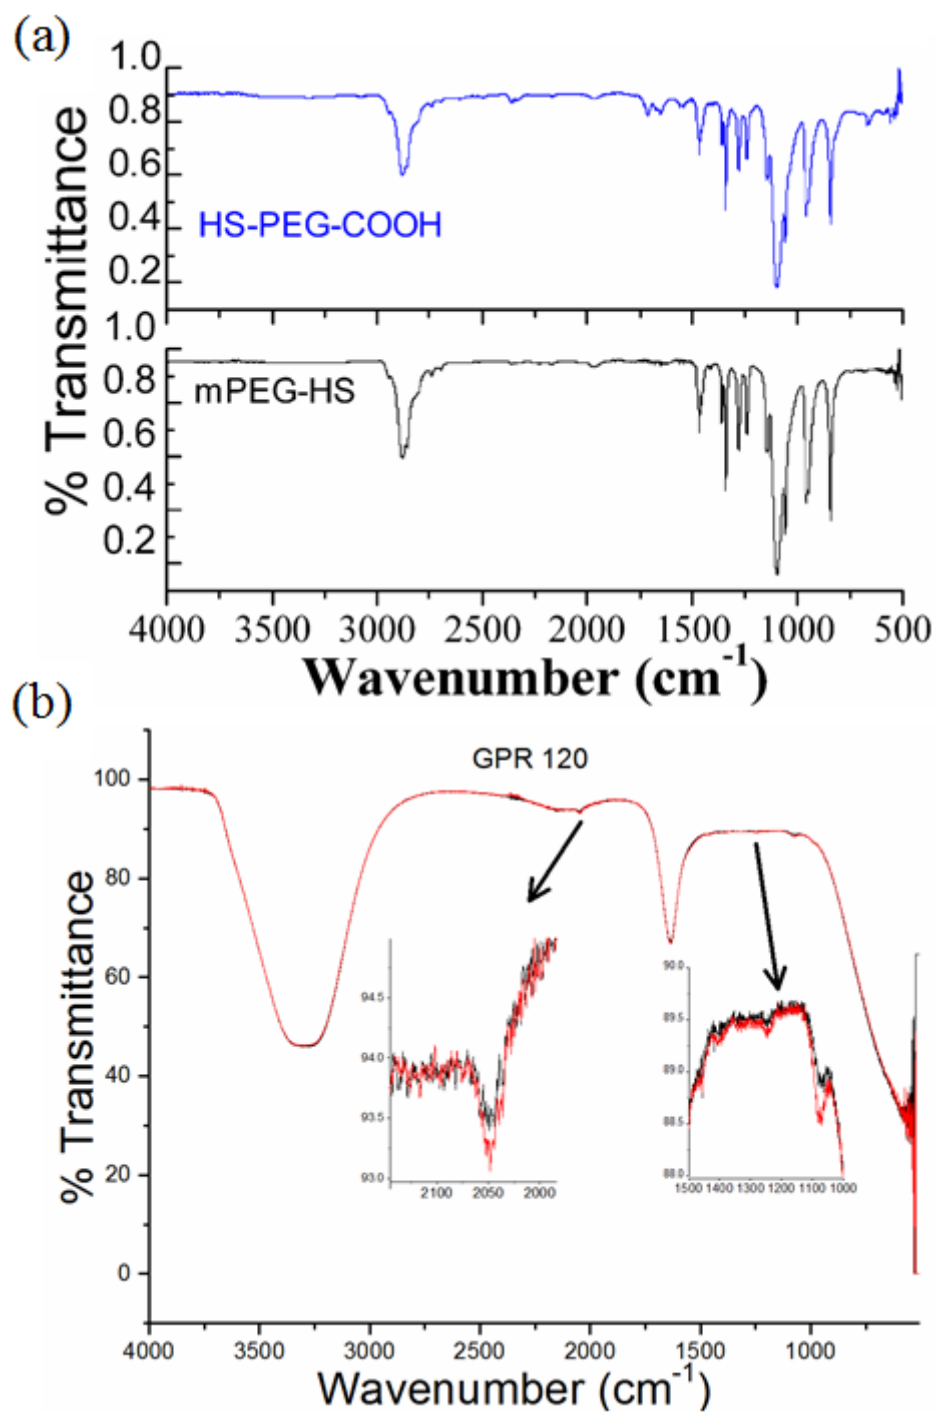 (a)
% Transmittance
1.0
0.8
0.6
0.4
0.2
HS-PEG-COOH
% Transmittance
1.0
0.8
0.6
0.4
0.2
mPEG-HS
4000 3500 3000 2500 2000 1500 1000 500
Wavenumber (cm-1)
(b)
GPR 120
% Transmittance
100
80
60
40
20
0
94.5
94.0
93.5
93.0
2100 2050 2000
90.0
89.5
89.0
88.5
88.0
1500 1400 1300 1200 1100 1000
4000 3500 3000 2500 2000 1500 1000
Wavenumber (cm-1)